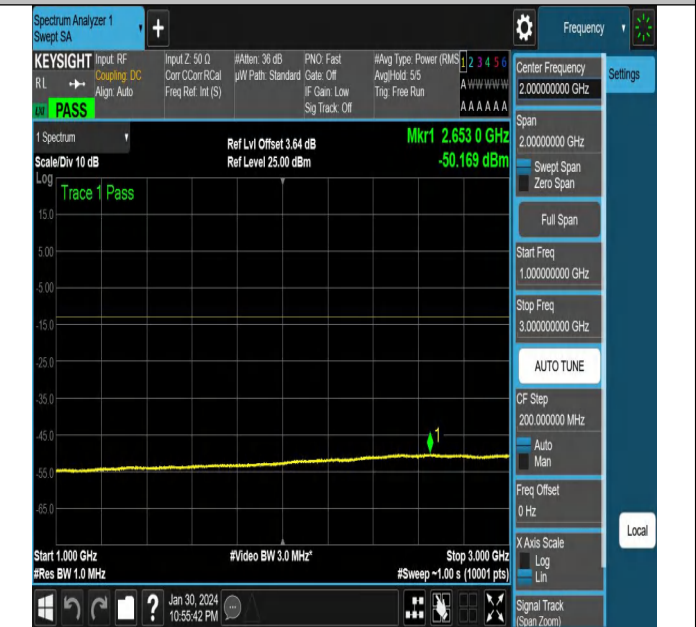 Spectrum Analyzer 1
Swept SA
+
Frequency
KEYSIGHT
RL
PASS
Input: RF
Coupling: DC
Align: Auto
Input Z: 50 Ω
Corr CCorr RCal
Freq Ref: Int (S)
#Atten: 36 dB
µW Path: Standard
PNO: Fast
Gate: Off
IF Gain: Low
Sig Track: Off
#Avg Type: Power (RMS
Avg|Hold: 5/5
Trig: Free Run
1 2 3 4 5 6
A W W W W W
A A A A A A
1 Spectrum
Scale/Div 10 dB
Ref Lvl Offset 3.64 dB
Ref Level 25.00 dBm
Mkr1 2.653 0 GHz
-50.169 dBm
Log
Trace 1 Pass
15.0
5.00
-5.00
-15.0
-25.0
-35.0
-45.0
-55.0
-65.0
1
Start 1.000 GHz
#Res BW 1.0 MHz
#Video BW 3.0 MHz*
Stop 3.000 GHz
#Sweep ~1.00 s (10001 pts)
Jan 30, 2024
10:55:42 PM
Center Frequency
2.000000000 GHz
Settings
Span
2.00000000 GHz
Swept Span
Zero Span
Full Span
Start Freq
1.000000000 GHz
Stop Freq
3.000000000 GHz
AUTO TUNE
CF Step
200.000000 MHz
Auto
Man
Freq Offset
0 Hz
X Axis Scale
Log
Lin
Local
Signal Track
(Span Zoom)